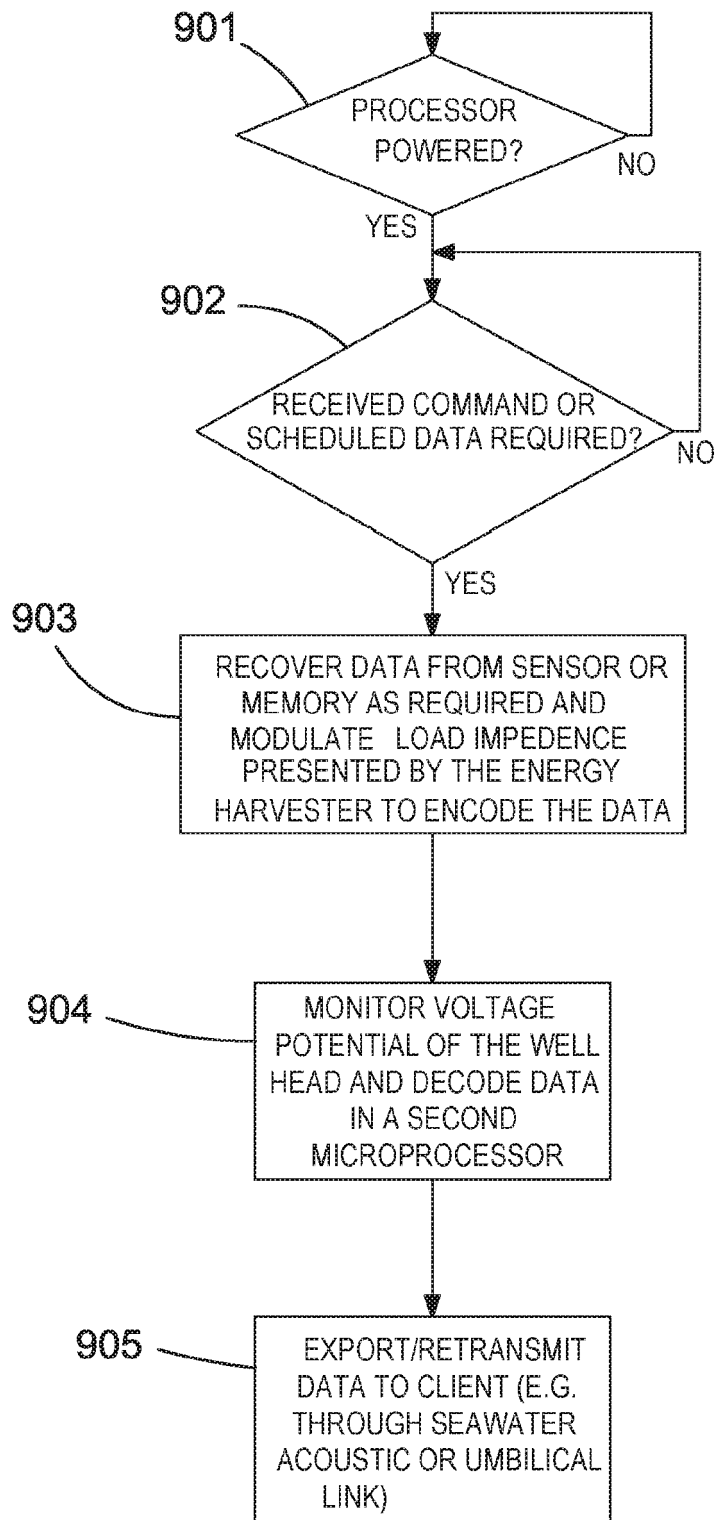 901
PROCESSOR
POWERED?
NO
YES
902
RECEIVED COMMAND OR
SCHEDULED DATA REQUIRED?
NO
YES
903
RECOVER DATA FROM SENSOR OR
MEMORY AS REQUIRED AND
MODULATE LOAD IMPEDENCE
PRESENTED BY THE ENERGY
HARVESTER TO ENCODE THE DATA
904
MONITOR VOLTAGE
POTENTIAL OF THE WELL
HEAD AND DECODE DATA
IN A SECOND
MICROPROCESSOR
905
EXPORT/RETRANSMIT
DATA TO CLIENT (E.G.
THROUGH SEAWATER
ACOUSTIC OR UMBILICAL
LINK)